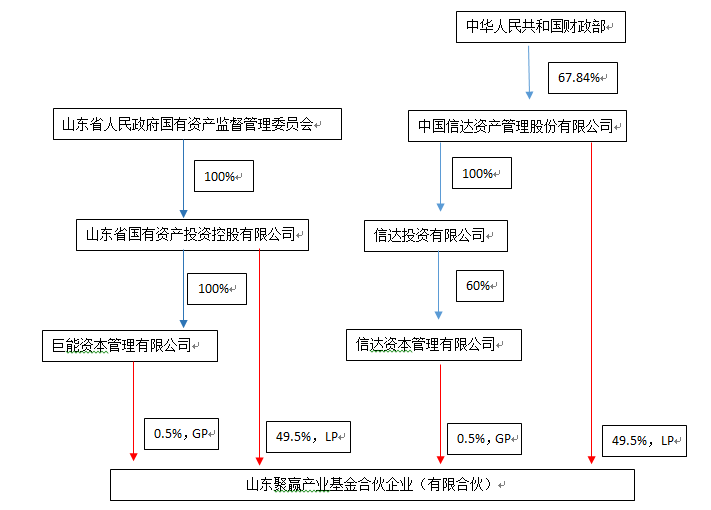 中华人民共和国财政部
67.84%
山东省人民政府国有资产监督管理委员会
中国信达资产管理股份有限公司
100%
100%
山东省国有资产投资控股有限公司
信达投资有限公司
100%
60%
巨能资本管理有限公司
信达资本管理有限公司
0.5%，GP
49.5%，LP
0.5%，GP
49.5%，LP
山东聚赢产业基金合伙企业（有限合伙）